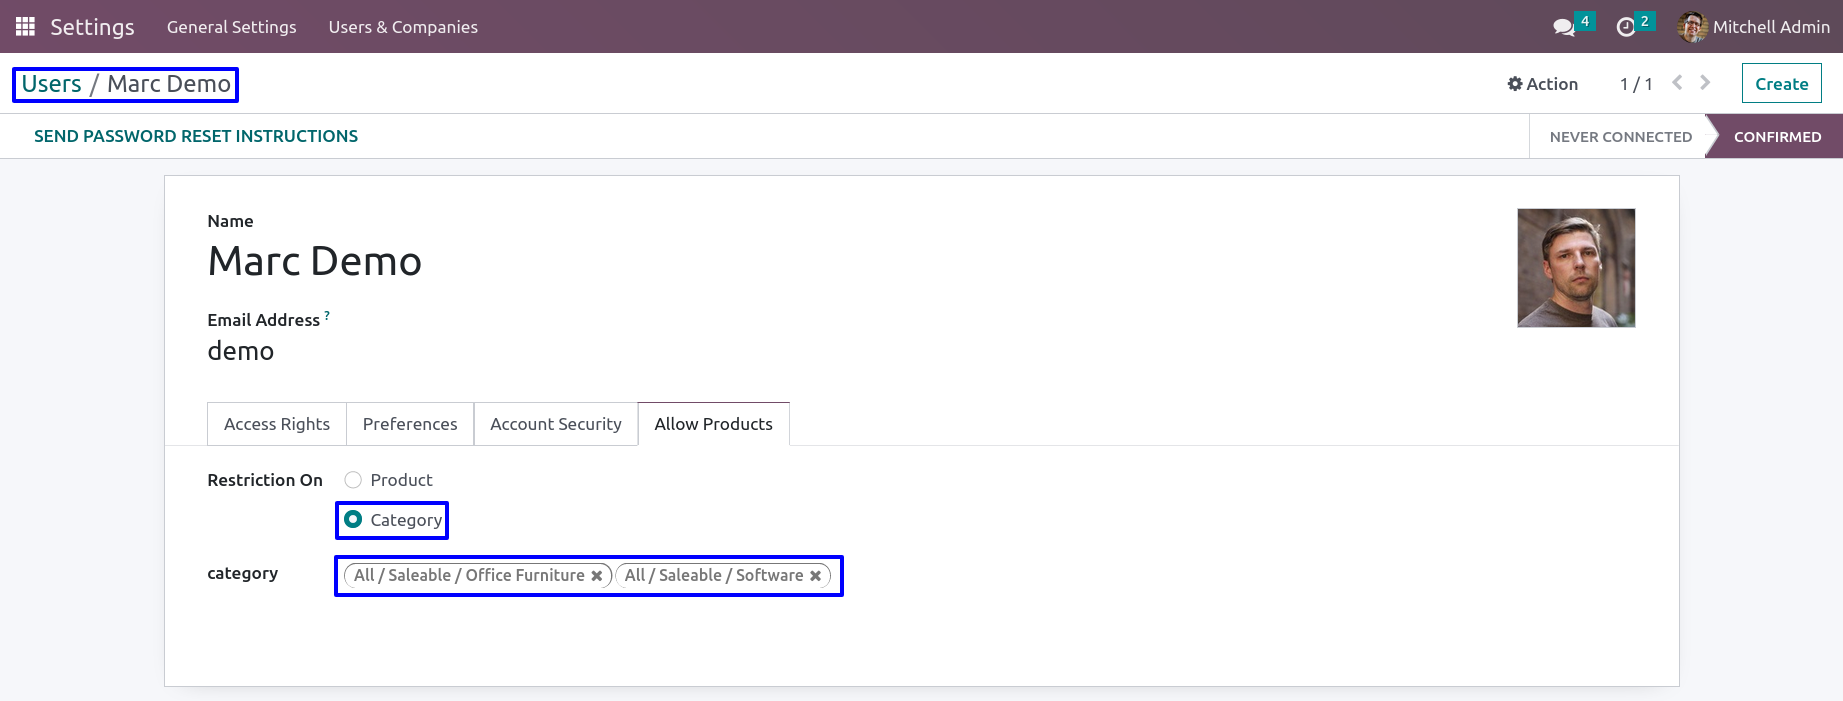 Settings General Settings Users & Companies 4 2 Mitchell Admin
Users / Marc Demo Action 1 / 1 Create
SEND PASSWORD RESET INSTRUCTIONS NEVER CONNECTED CONFIRMED
Name
Marc Demo
Email Address ?
demo
Access Rights Preferences Account Security Allow Products
Restriction On Product
Category
category All / Saleable / Office Furniture ✖ All / Saleable / Software ✖